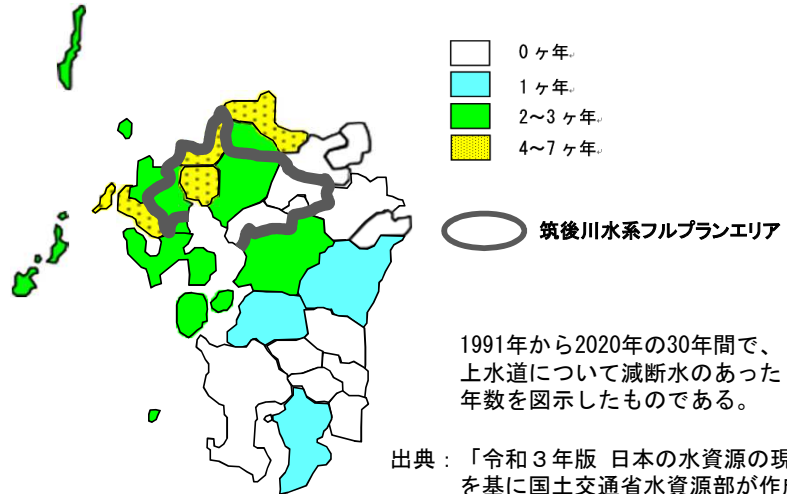 0 ヶ年
1 ヶ年
2~3 ヶ年
4~7 ヶ年
筑後川水系フルプランエリア
1991年から2020年の30年間で、
上水道について減断水のあった
年数を図示したものである。
出典：「令和３年版 日本の水資源の現
を基に国土交通省水資源部が作成